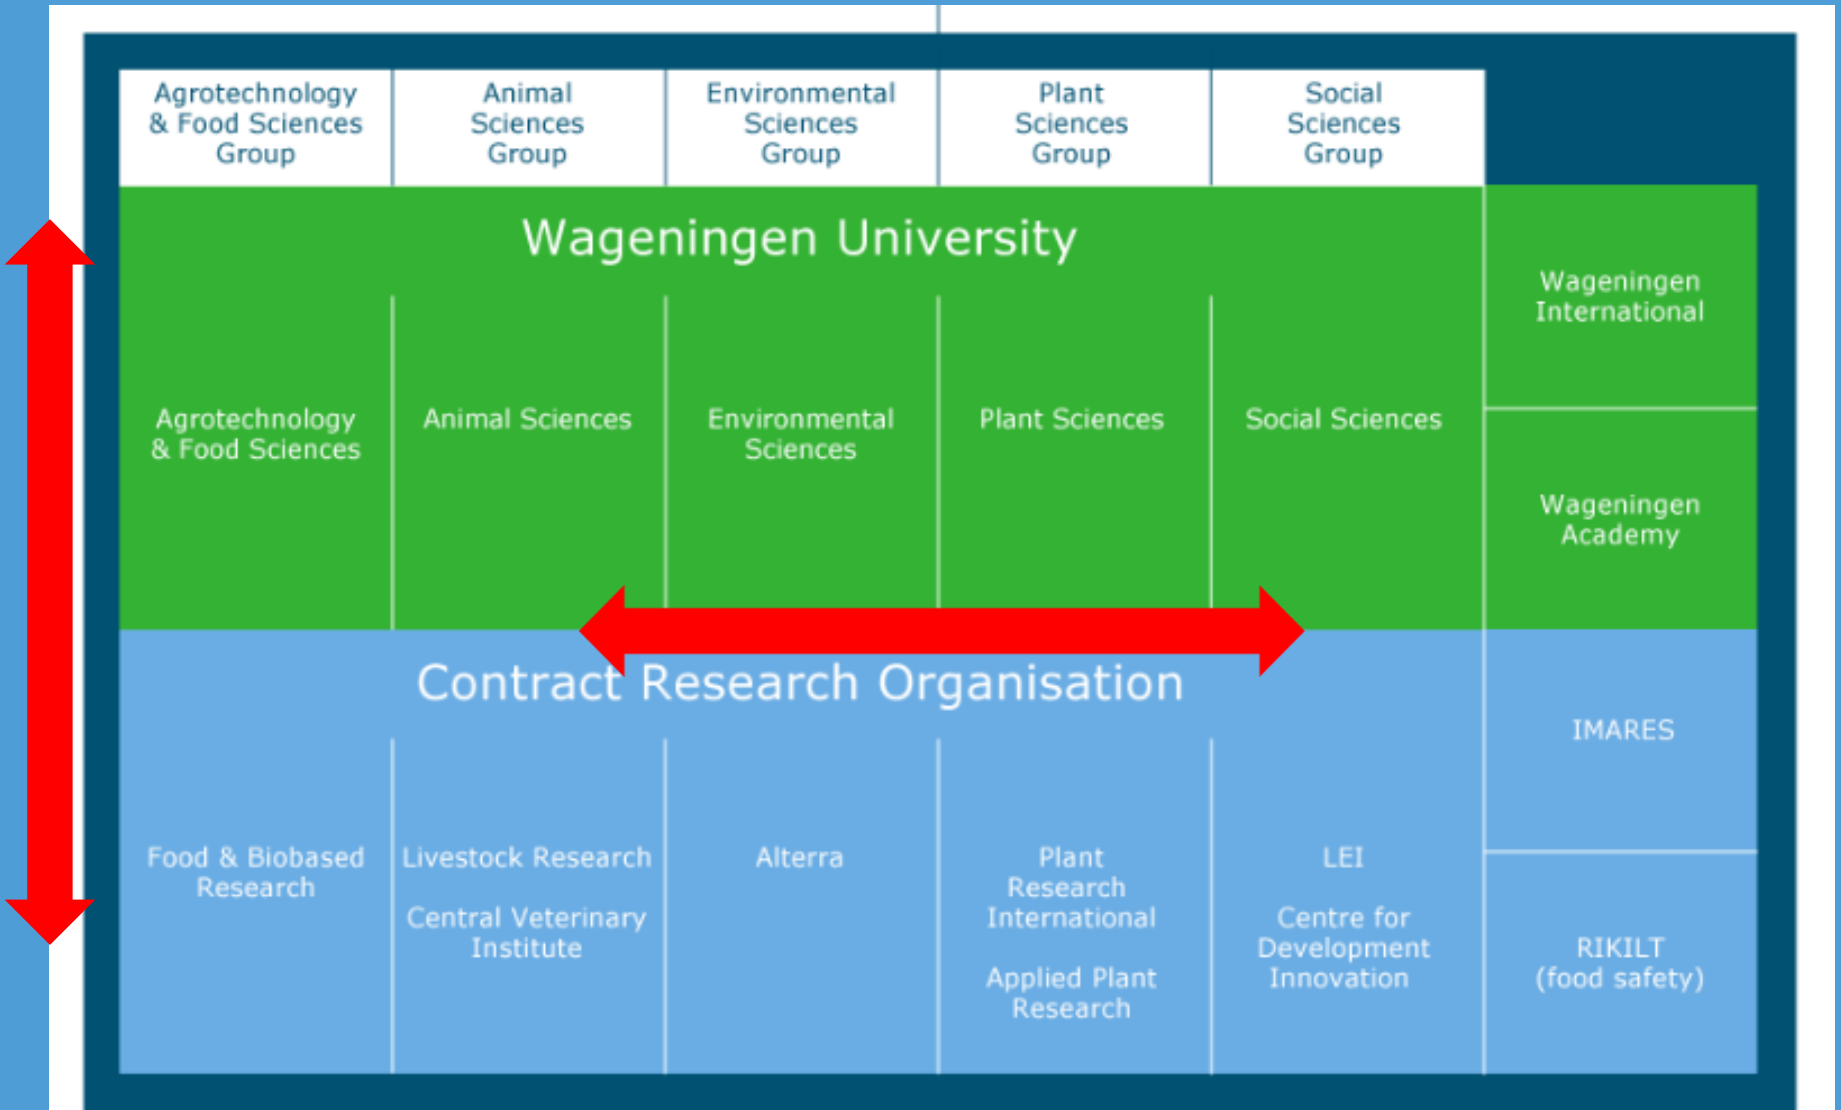 Agrotechnology
& Food Sciences
Group
Animal
Sciences
Group
Environmental
Sciences
Group
Plant
Sciences
Group
Social
Sciences
Group
Wageningen University
Agrotechnology
& Food Sciences
Animal Sciences
Environmental
Sciences
Plant Sciences
Social Sciences
Wageningen
International
Wageningen
Academy
Contract Research Organisation
Food & Biobased
Research
Livestock Research
Central Veterinary
Institute
Alterra
Plant
Research
International
Applied Plant
Research
LEI
Centre for
Development
Innovation
IMARES
RIKILT
(food safety)